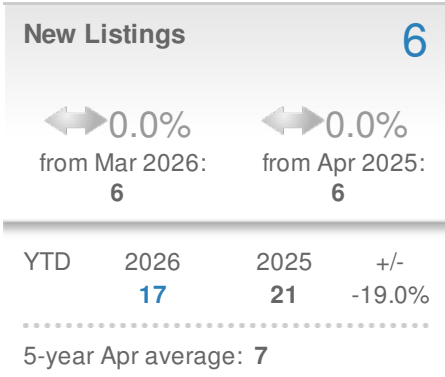 New Listings 6
0.0% 0.0%
from Mar 2026: from Apr 2025:
6 6
YTD 2026 2025 +/-
17 21 -19.0%
5-year Apr average: 7